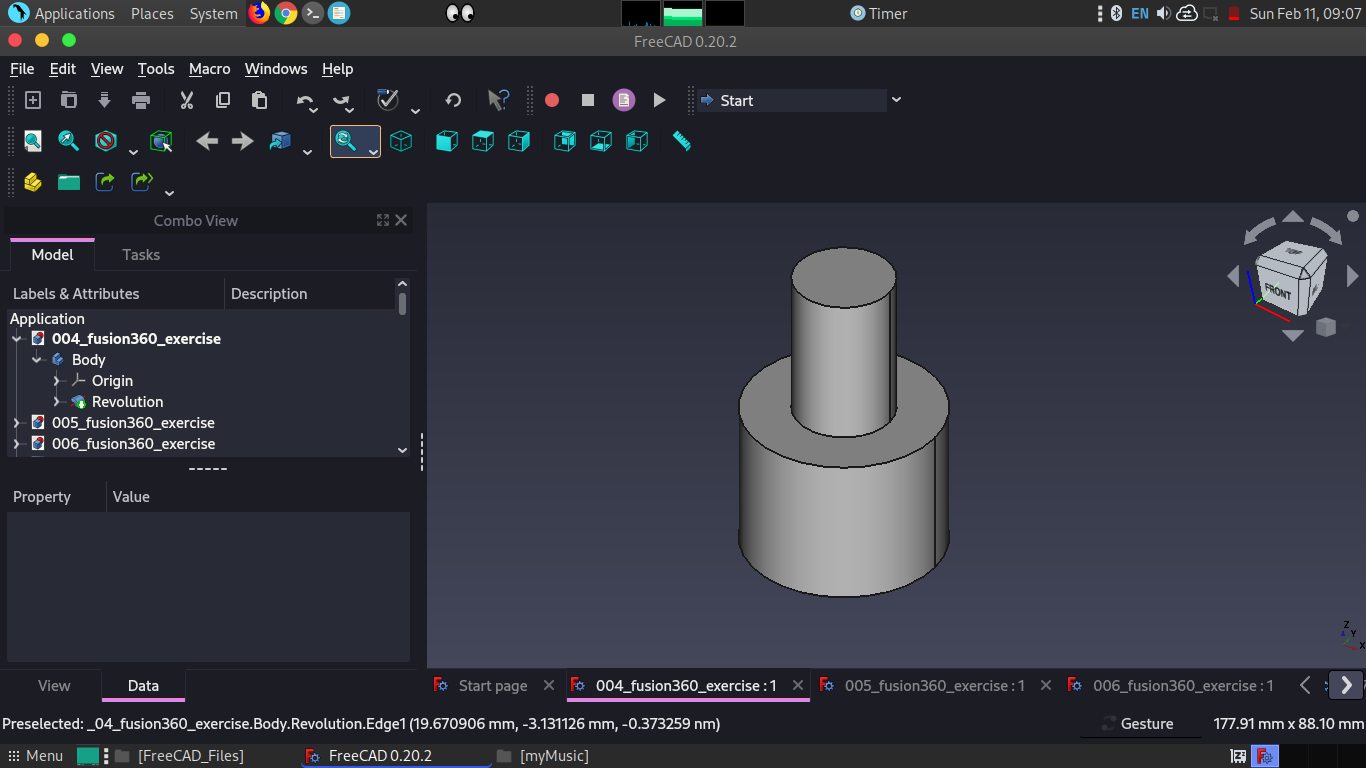 Applications Places System Timer EN Sun Feb 11, 09:07
FreeCAD 0.20.2
File Edit View Tools Macro Windows Help
Start
Combo View
Model Tasks
Labels & Attributes Description
Application
004_fusion360_exercise
Body
Origin
Revolution
005_fusion360_exercise
006_fusion360_exercise
Property Value
TOP
FRONT
Z
Y
X
View Data
Start page 004_fusion360_exercise : 1 005_fusion360_exercise : 1 006_fusion360_exercise : 1
Preselected: _04_fusion360_exercise.Body.Revolution.Edge1 (19.670906 mm, -3.131126 mm, -0.373259 nm) Gesture 177.91 mm x 88.10 mm
Menu [FreeCAD_Files] FreeCAD 0.20.2 [myMusic]